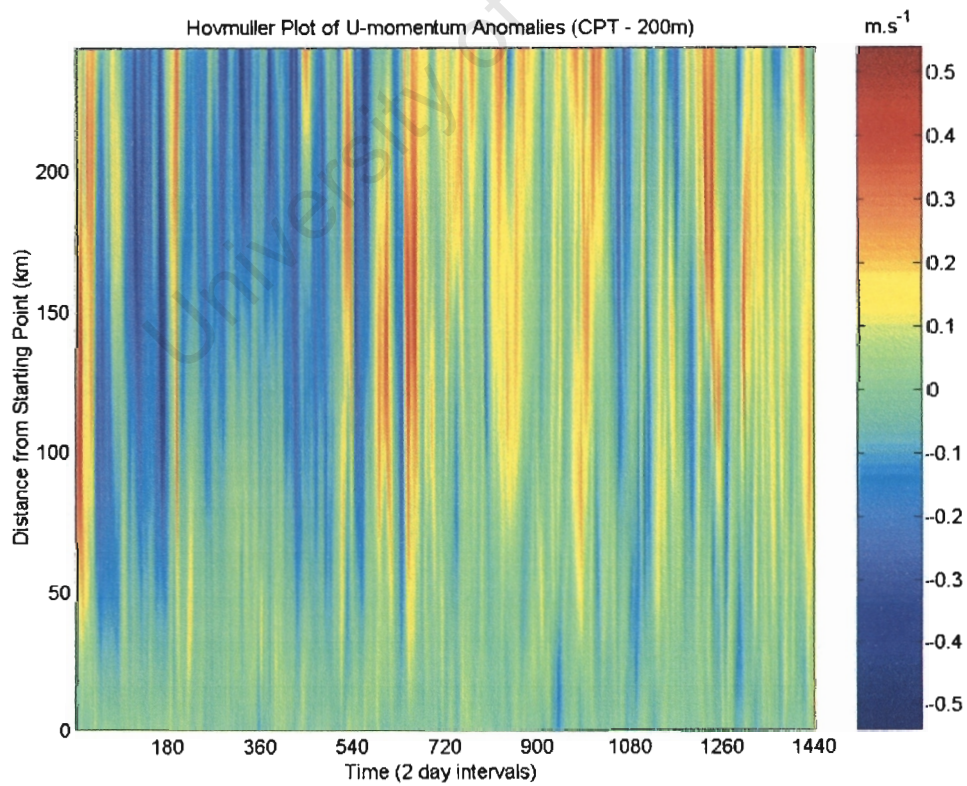 Hovmuller Plot of U-momentum Anomalies (CPT - 200m)
m.s-1
University of
Distance from Starting Point (km)
200
150
100
50
0
180 360 540 720 900 1080 1260 1440
Time (2 day intervals)
0.5
0.4
0.3
0.2
0.1
0
-0.1
-0.2
-0.3
-0.4
-0.5